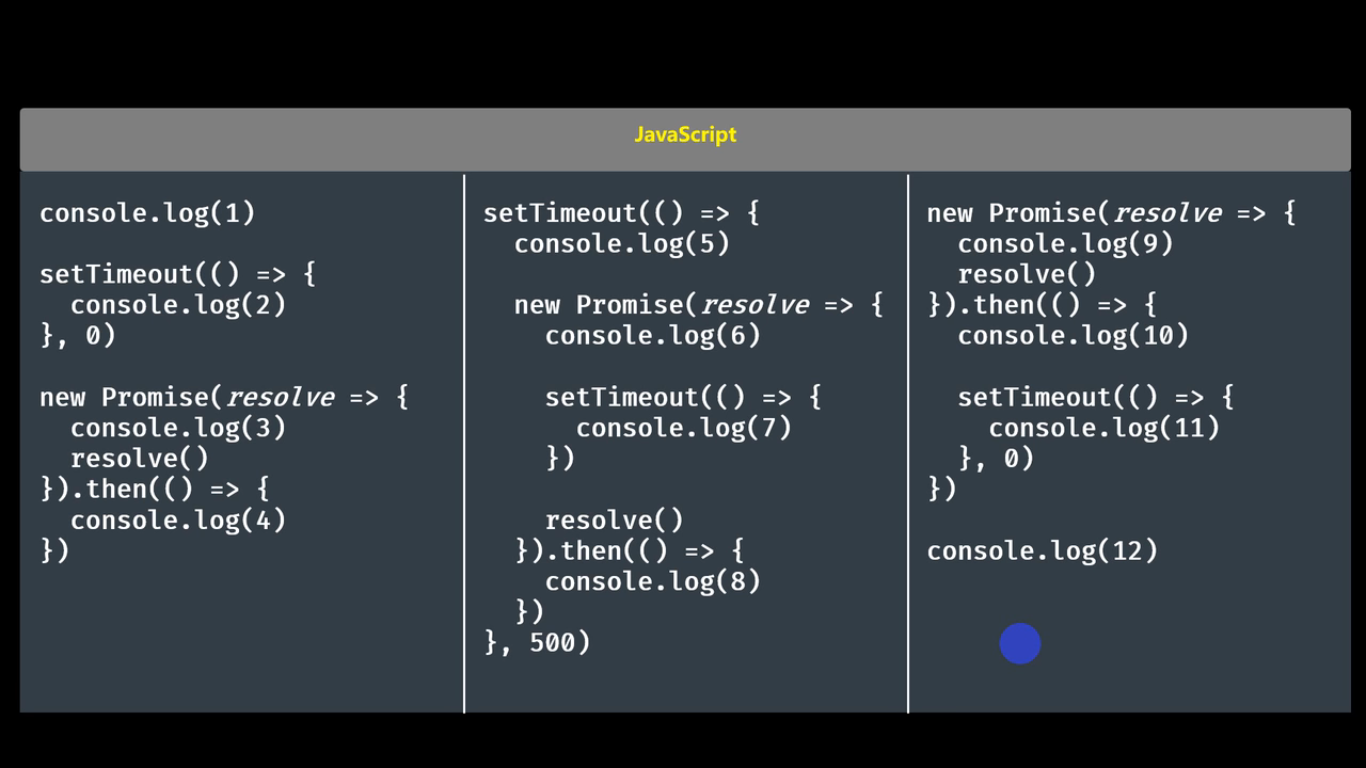 JavaScript
console.log(1)
setTimeout(() => {
  console.log(2)
}, 0)
new Promise(resolve => {
  console.log(3)
  resolve()
}).then(() => {
  console.log(4)
})
setTimeout(() => {
  console.log(5)
  new Promise(resolve => {
    console.log(6)
    setTimeout(() => {
      console.log(7)
    })
    resolve()
  }).then(() => {
    console.log(8)
  })
}, 500)
new Promise(resolve => {
  console.log(9)
  resolve()
}).then(() => {
  console.log(10)
  setTimeout(() => {
    console.log(11)
  }, 0)
})
console.log(12)